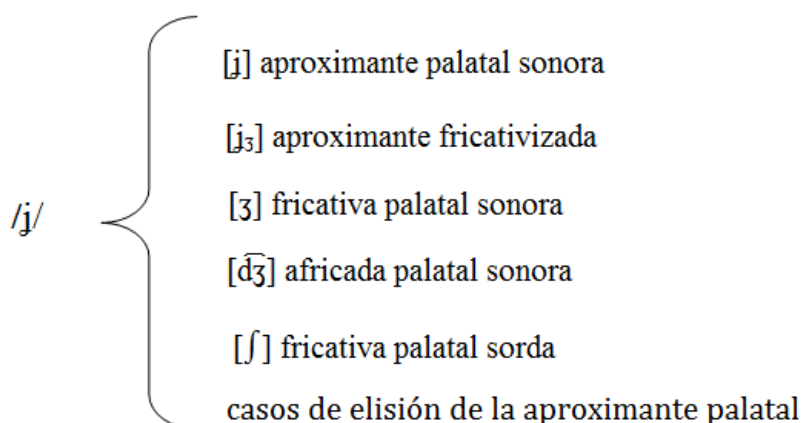 [ʝ] aproximante palatal sonora
[ʝʒ] aproximante fricativizada
/ʝ/
[ʒ] fricativa palatal sonora
[d͡ʒ] africada palatal sonora
[ʃ] fricativa palatal sorda
casos de elisión de la aproximante palatal